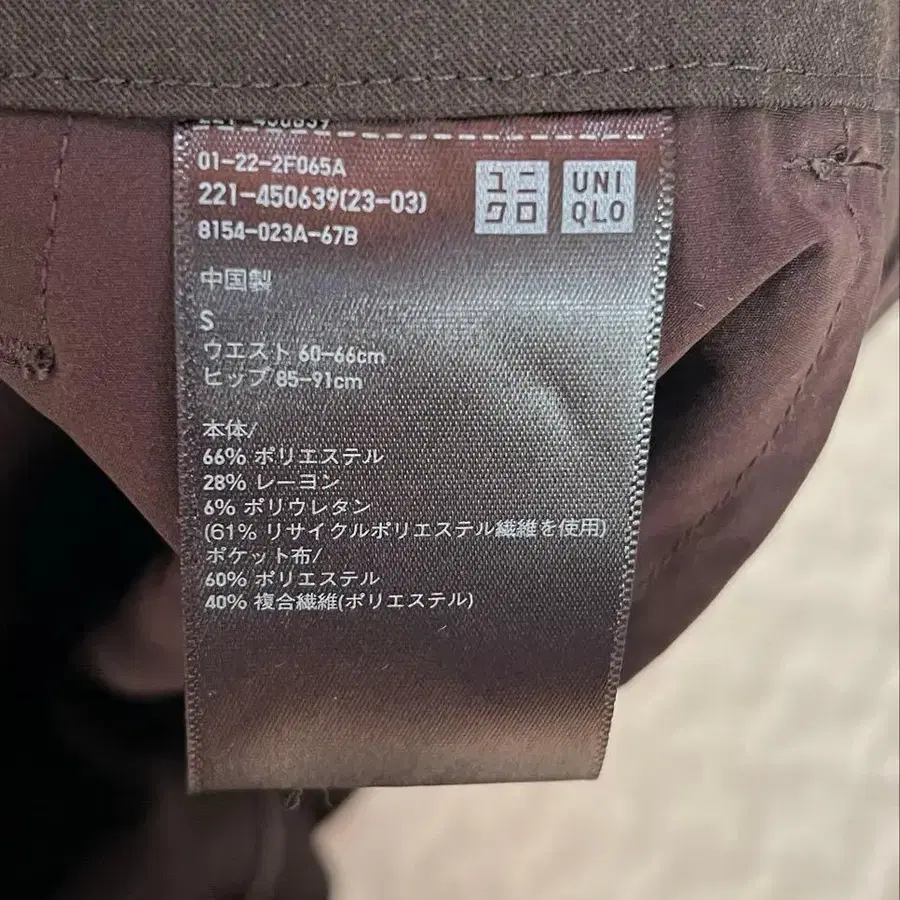 221-450639
01-22-2F065A
221-450639(23-03)
8154-023A-67B
ユニ
クロ
UNI
QLO
中国製
S
ウエスト 60-66cm
ヒップ 85-91cm
本体/
66% ポリエステル
28% レーヨン
6% ポリウレタン
(61% リサイクルポリエステル繊維を使用)
ポケット布/
60% ポリエステル
40% 複合繊維(ポリエステル)